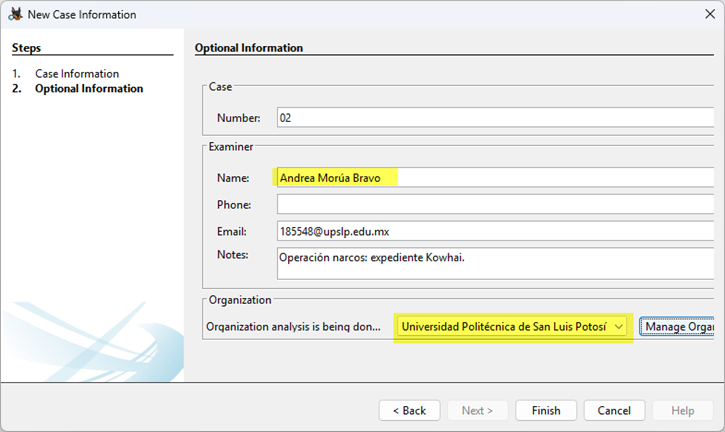 New Case Information
Steps
1. Case Information
2. Optional Information
Optional Information
Case
Number: 02
Examiner
Name: Andrea Morúa Bravo
Phone:
Email: 185548@upslp.edu.mx
Notes: Operación narcos: expediente Kowhai.
Organization
Organization analysis is being don... Universidad Politécnica de San Luis Potosí Manage Organ
< Back Next > Finish Cancel Help